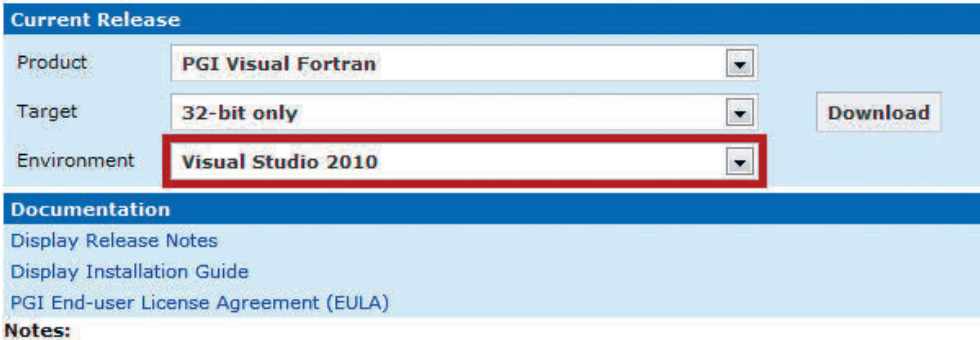 Current Release
Product PGI Visual Fortran
Target 32-bit only Download
Environment Visual Studio 2010
Documentation
Display Release Notes
Display Installation Guide
PGI End-user License Agreement (EULA)
Notes: